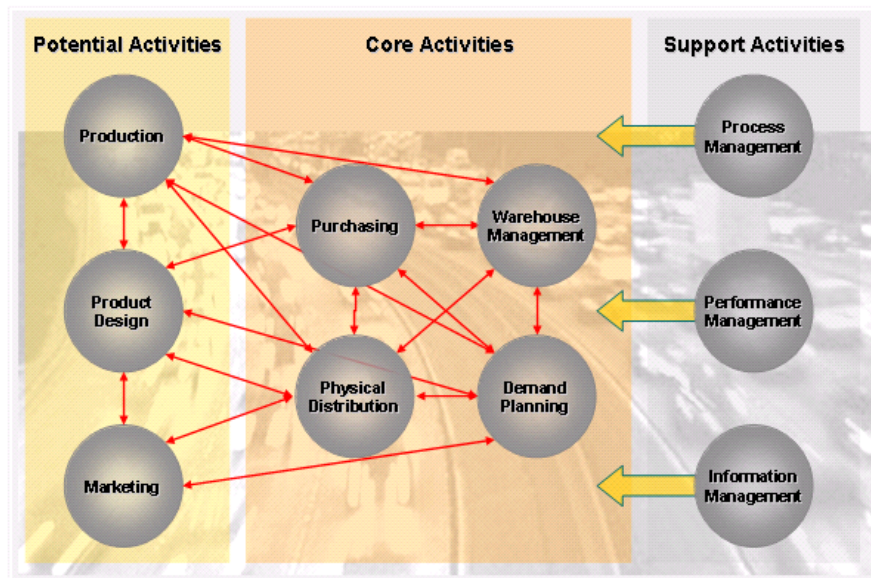 Potential Activities
Core Activities
Support Activities
Production
Process
Management
Purchasing
Warehouse
Management
Product
Design
Performance
Management
Physical
Distribution
Demand
Planning
Marketing
Information
Management